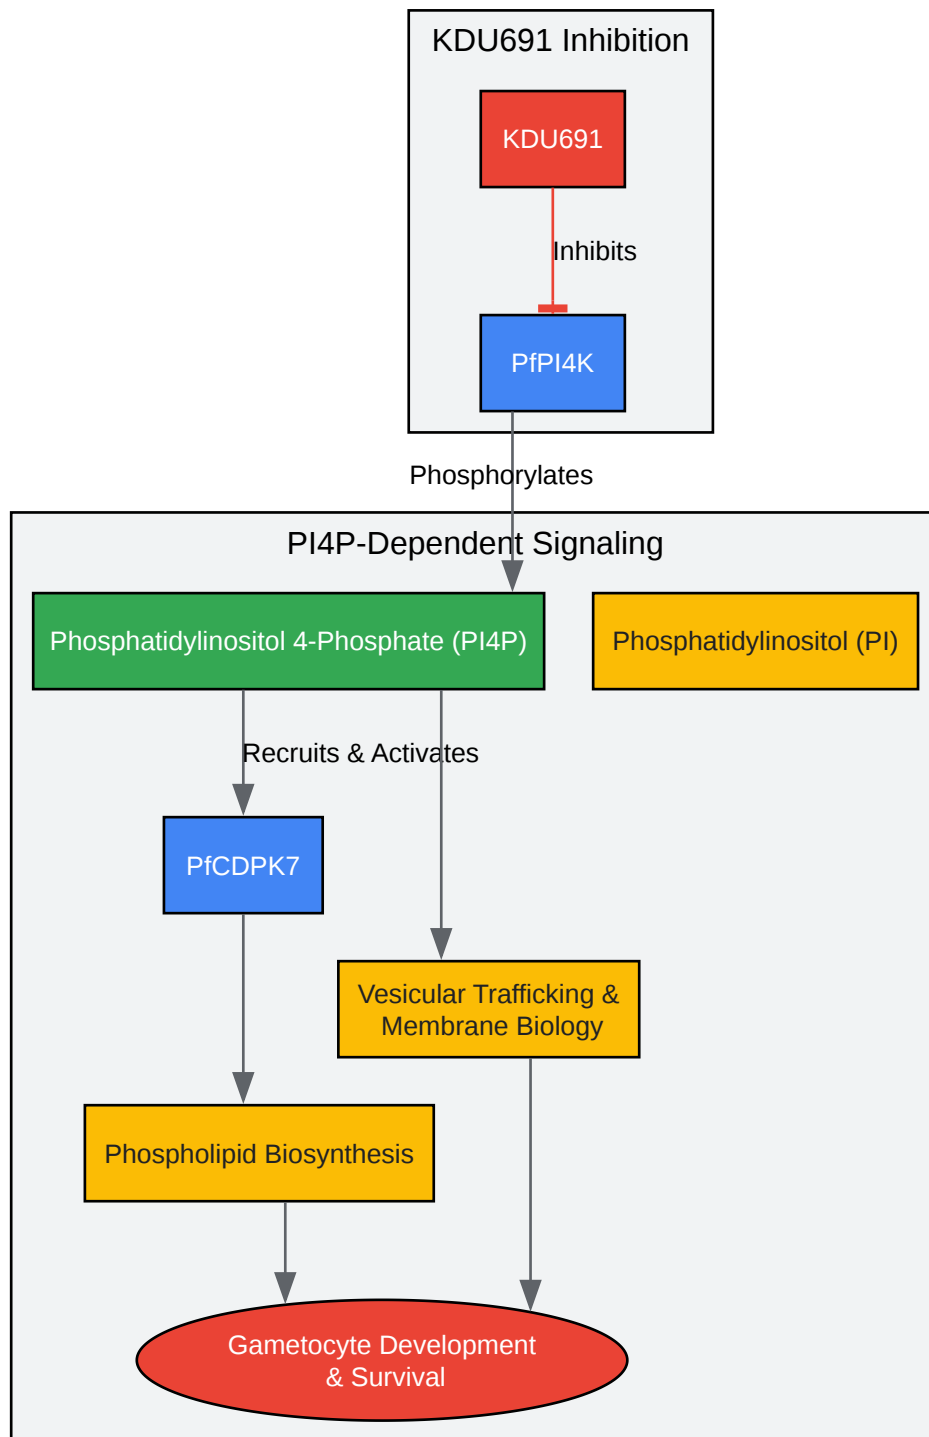 KDU691 Inhibition
KDU691
Inhibits
PfPI4K
Phosphorylates
PI4P-Dependent Signaling
Phosphatidylinositol 4-Phosphate (PI4P)
Phosphatidylinositol (PI)
Recruits & Activates
PfCDPK7
Vesicular Trafficking &
Membrane Biology
Phospholipid Biosynthesis
Gametocyte Development
& Survival